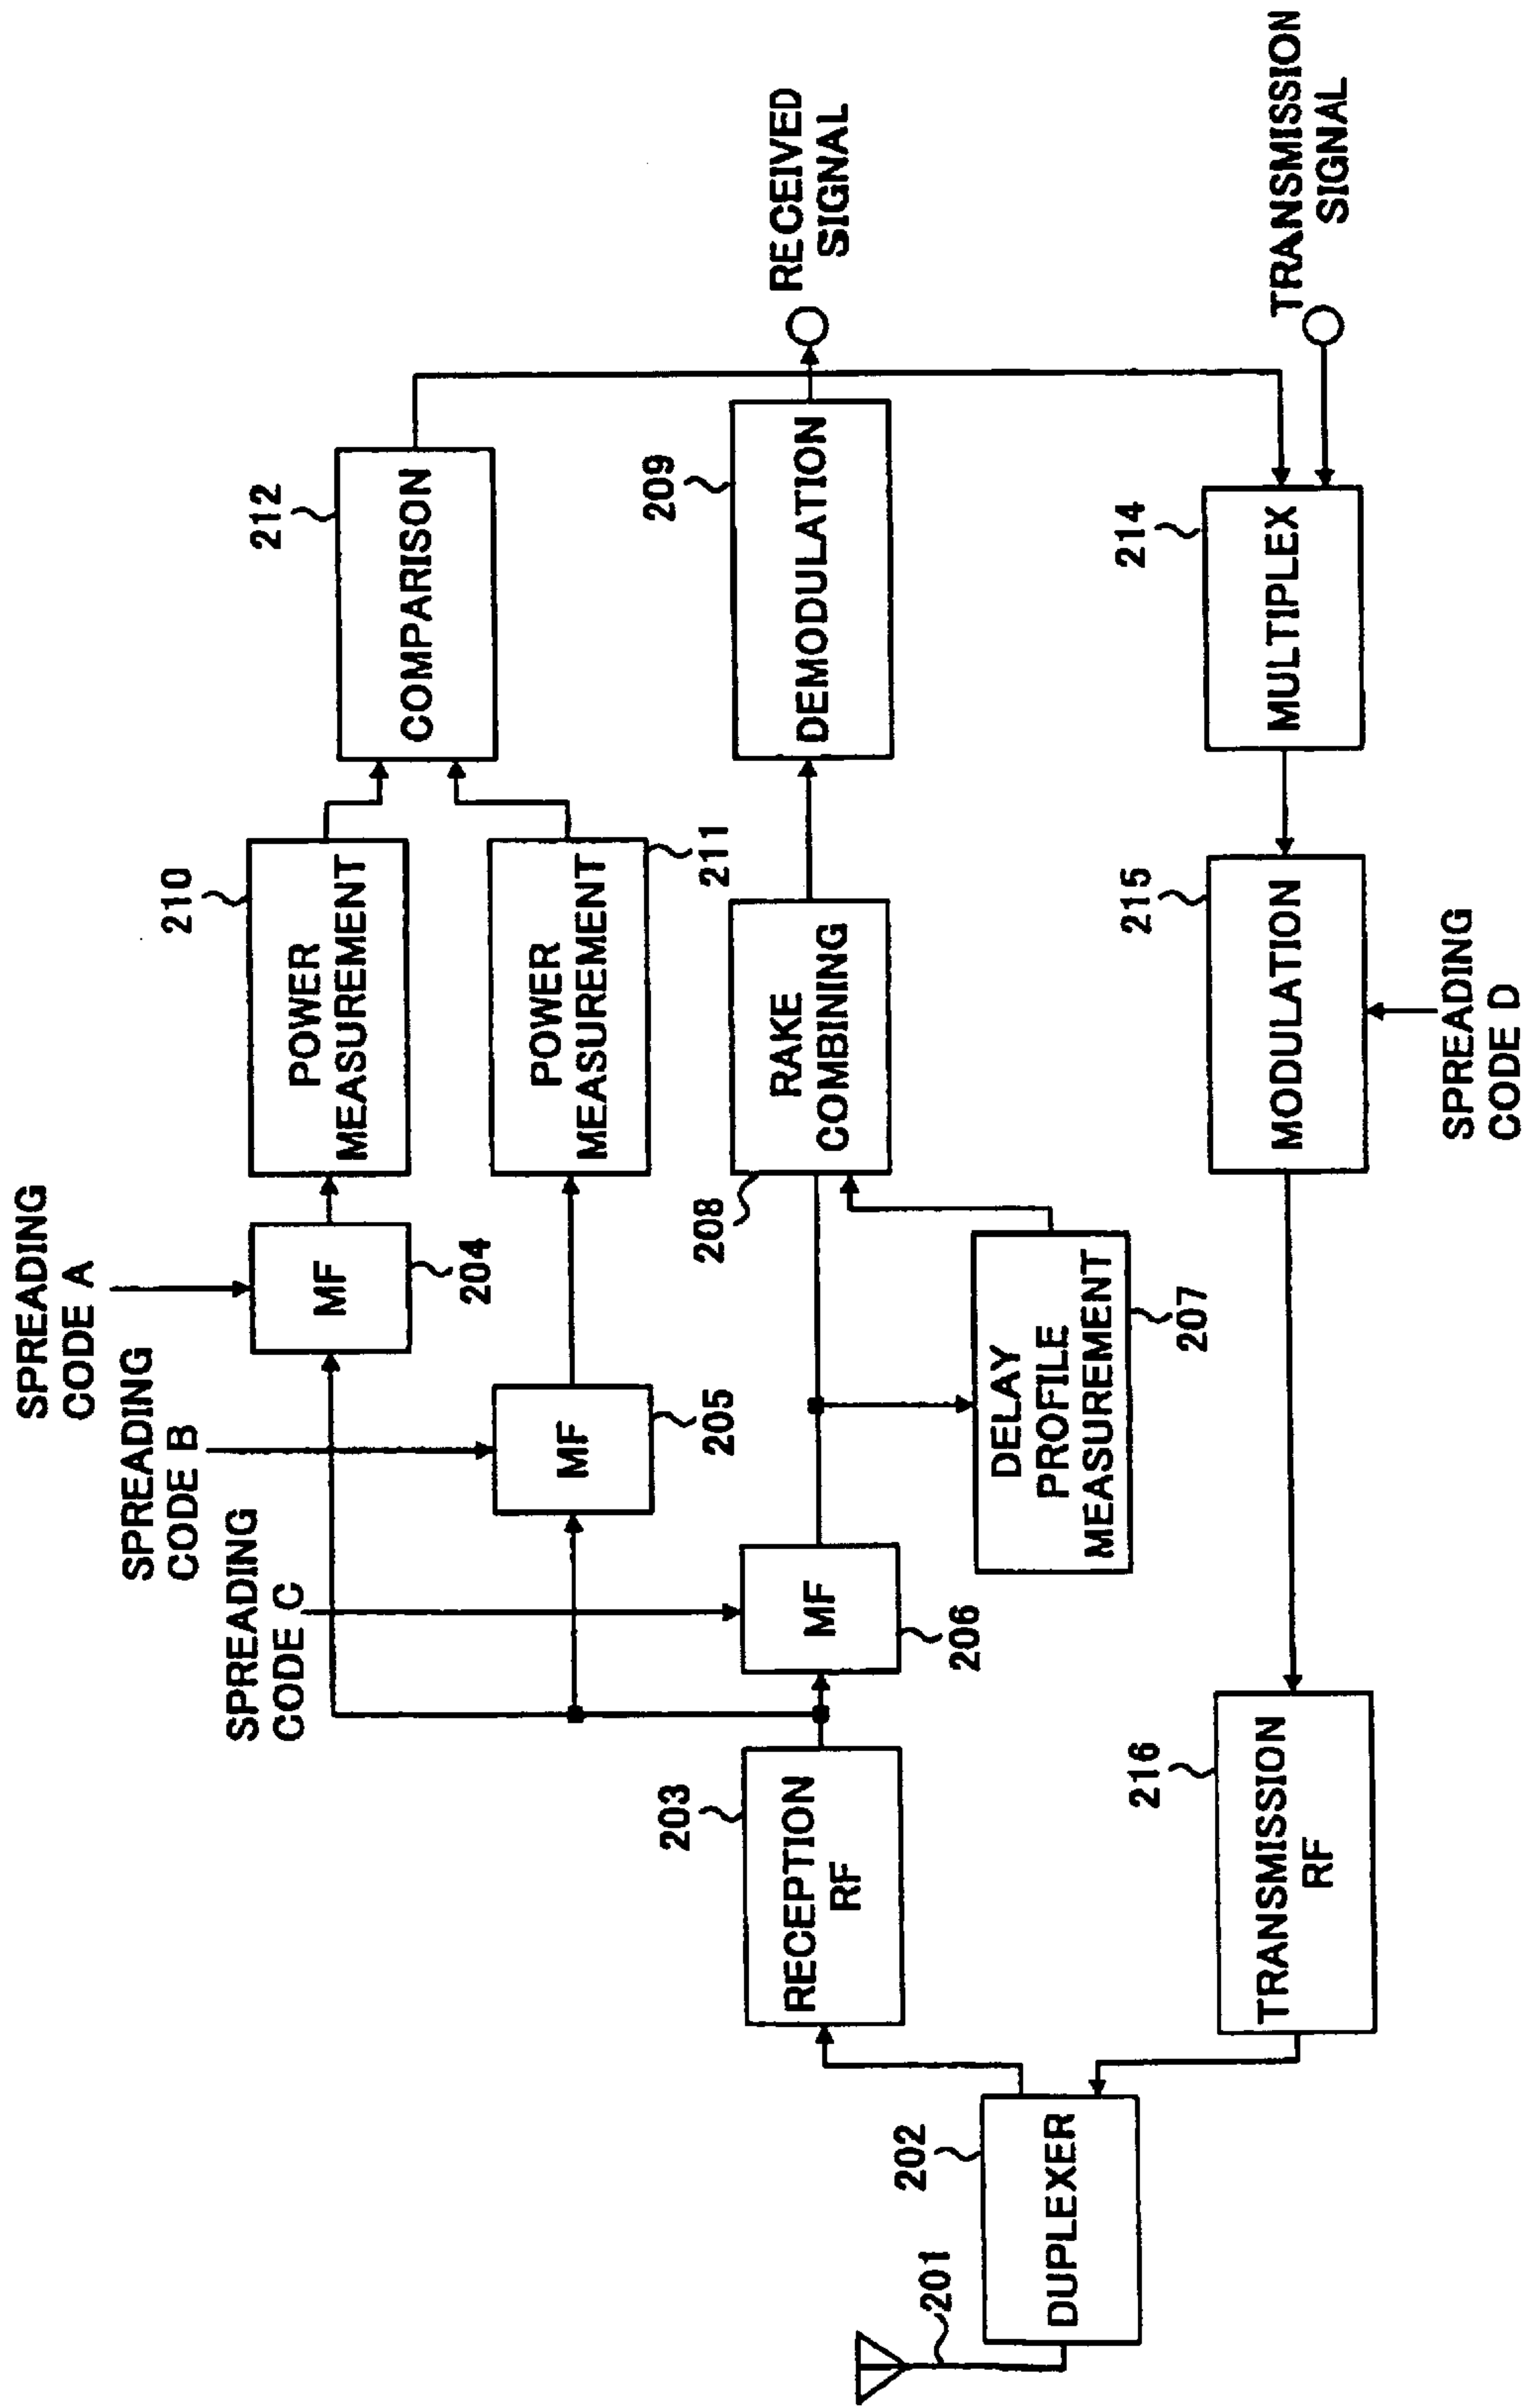 SPREADING
CODE A
SPREADING
CODE B
SPREADING
CODE C
210
POWER
MEASUREMENT
212
COMPARISON
MF
204
POWER
MEASUREMENT
211
MF
205
RECEIVED
SIGNAL
203
RECEPTION
RF
MF
206
208
RAKE
COMBINING
209
DEMODULATION
DELAY
PROFILE
MEASUREMENT
207
201
202
DUPLEXER
216
TRANSMISSION
RF
215
MODULATION
214
MULTIPLEX
TRANSMISSION
SIGNAL
SPREADING
CODE D